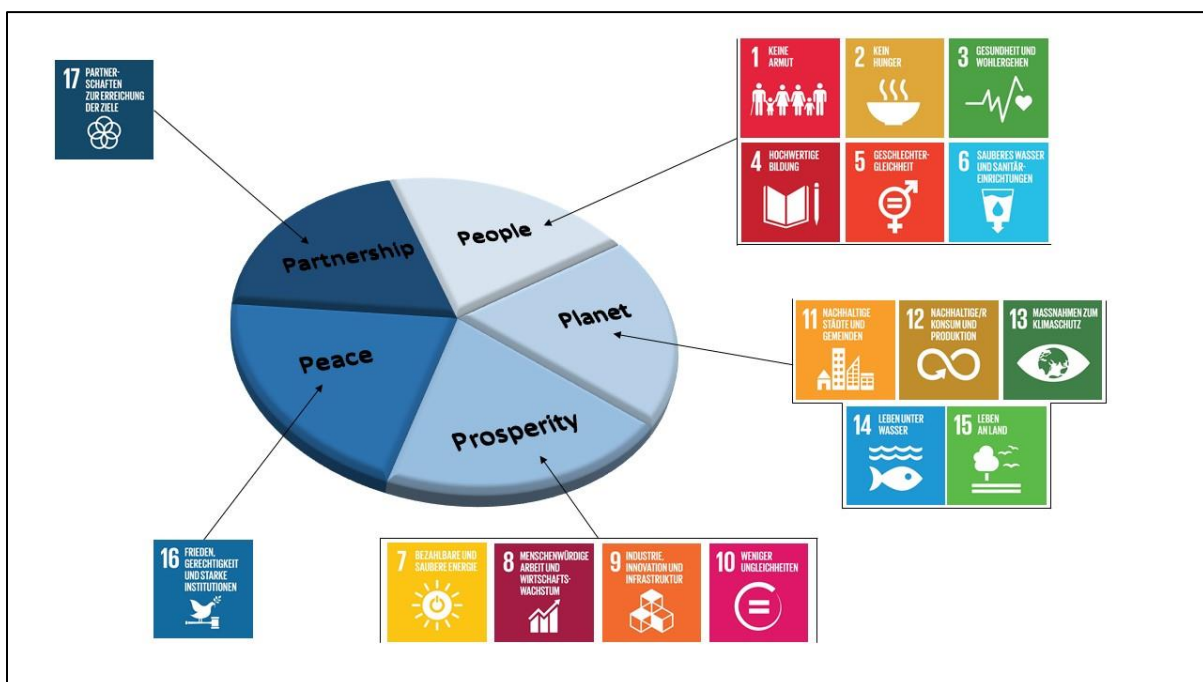 17 PARTNER-
SCHAFTEN
ZUR ERREICHUNG
DER ZIELE
1 KEINE
ARMUT
2 KEIN
HUNGER
3 GESUNDHEIT UND
WOHLERGEHEN
4 HOCHWERTIGE
BILDUNG
5 GESCHLECHTER-
GLEICHHEIT
6 SAUBERES WASSER
UND SANITÄR-
EINRICHTUNGEN
People
Partnership
Planet
Peace
Prosperity
11 NACHHALTIGE
STÄDTE UND
GEMEINDEN
12 NACHHALTIGE/R
KONSUM UND
PRODUKTION
13 MASSNAHMEN ZUM
KLIMASCHUTZ
14 LEBEN UNTER
WASSER
15 LEBEN
AN LAND
16 FRIEDEN,
GERECHTIGKEIT
UND STARKE
INSTITUTIONEN
7 BEZAHLBARE UND
SAUBERE ENERGIE
8 MENSCHENWÜRDIGE
ARBEIT UND
WIRTSCHAFTS-
WACHSTUM
9 INDUSTRIE,
INNOVATION UND
INFRASTRUKTUR
10 WENIGER
UNGLEICHHEITEN